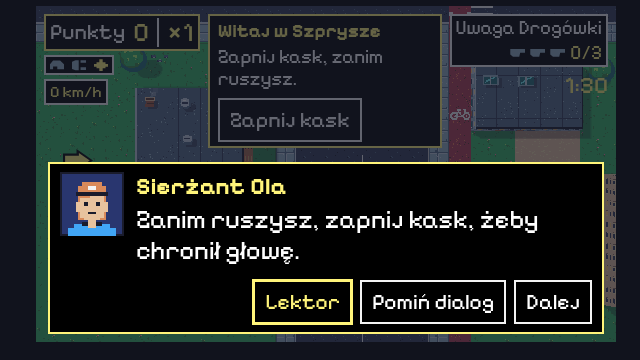 Punkty 0 ×1
Witaj w Szprysze
Zapnij kask, zanim
ruszysz.
Zapnij kask
Uwaga Drogówki
0/3
0 km/h
1:30
Sierżant Ola
Zanim ruszysz, zapnij kask, żeby
chronił głowę.
Lektor
Pomiń dialog
Dalej